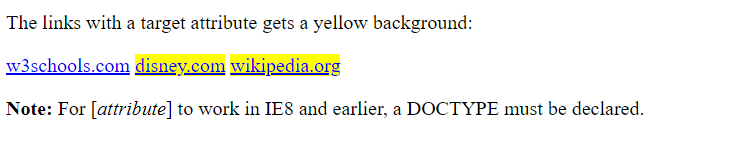 The links with a target attribute gets a yellow background:
w3schools.com disney.com wikipedia.org
Note: For [attribute] to work in IE8 and earlier, a DOCTYPE must be declared.